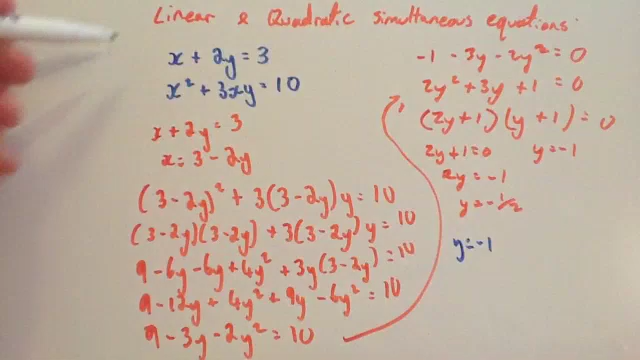 Linear & Quadratic simultaneous equations.
x + 2y = 3
x² + 3xy = 10
x + 2y = 3
x = 3 - 2y
(3 - 2y)² + 3(3 - 2y)y = 10
(3 - 2y)(3 - 2y) + 3(3 - 2y)y = 10
9 - 6y - 6y + 4y² + 3y(3 - 2y) = 10
9 - 12y + 4y² + 9y - 6y² = 10
9 - 3y - 2y² = 10
-1 - 3y - 2y² = 0
2y² + 3y + 1 = 0
(2y + 1)(y + 1) = 0
2y + 1 = 0 y = -1
2y = -1
y = -1/2
y = -1